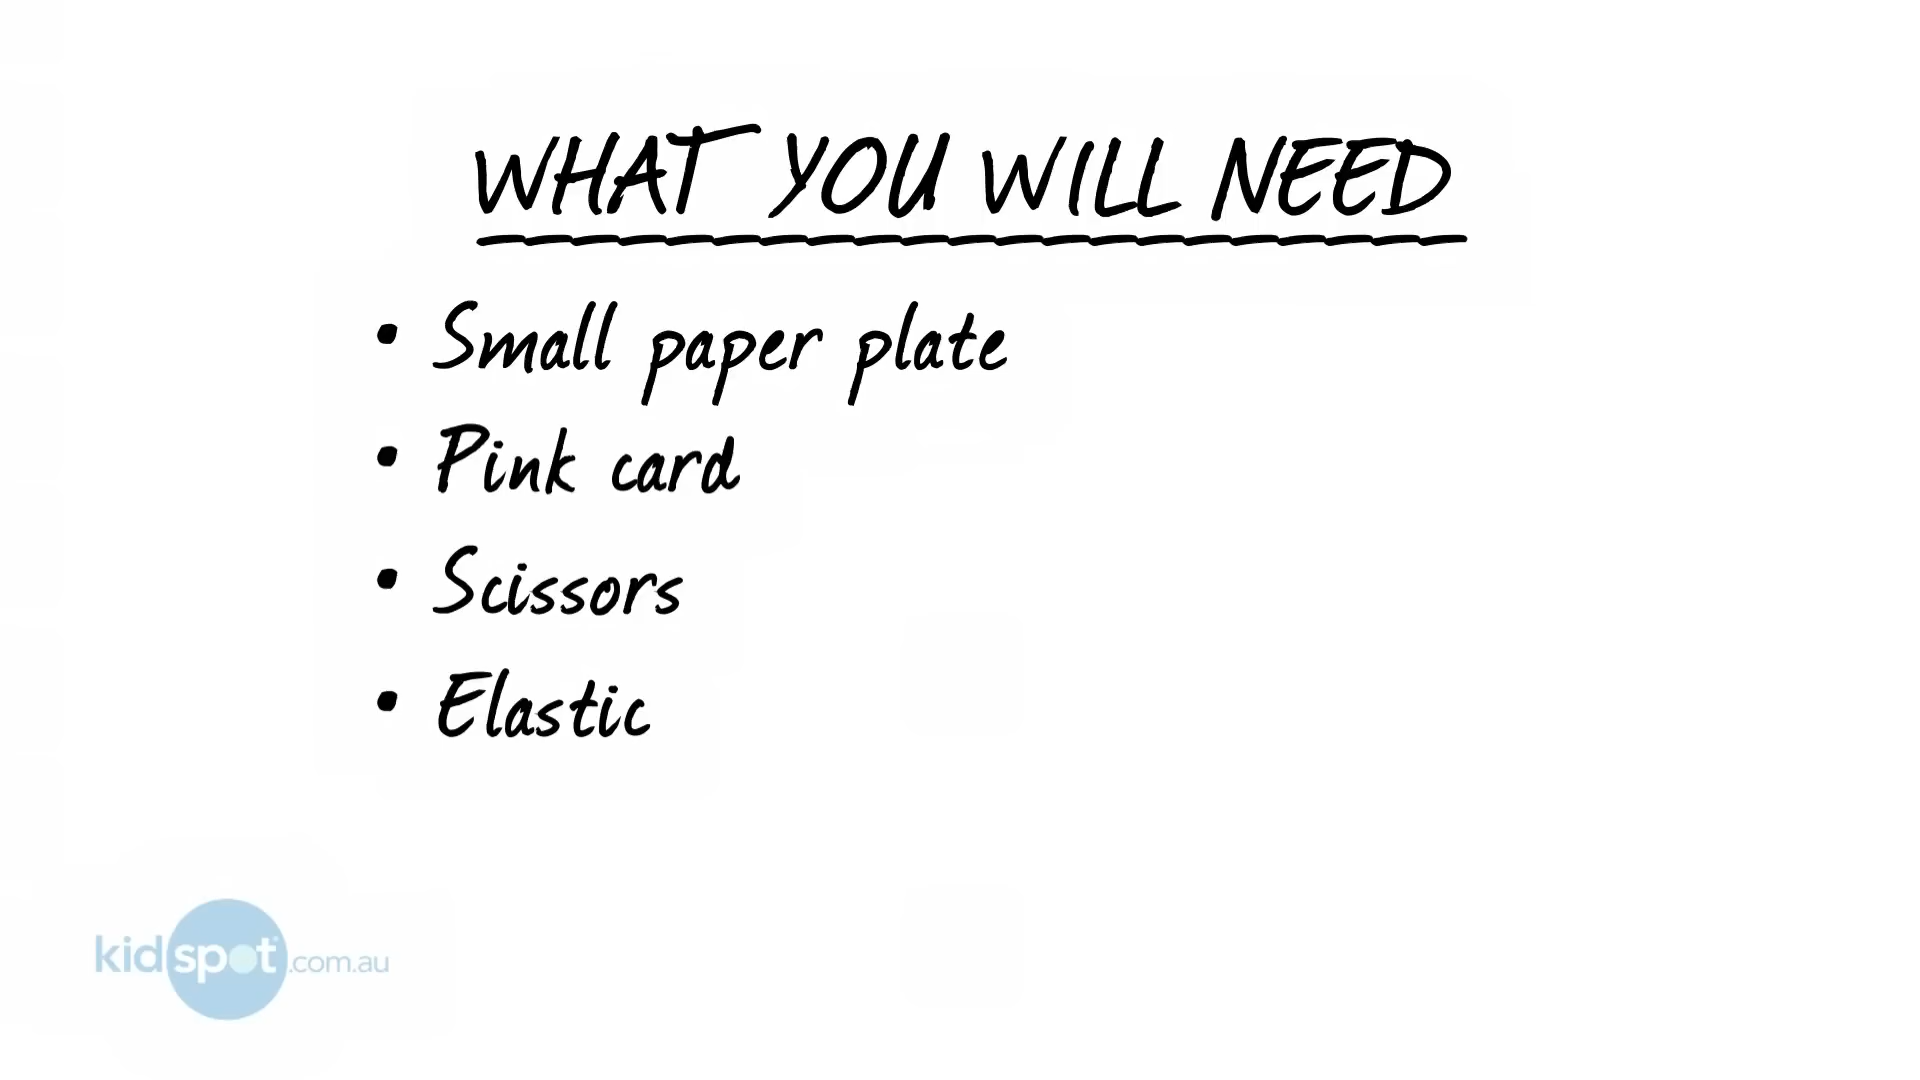 WHAT YOU WILL NEED
• Small paper plate
• Pink card
• Scissors
• Elastic
kidspot.com.au